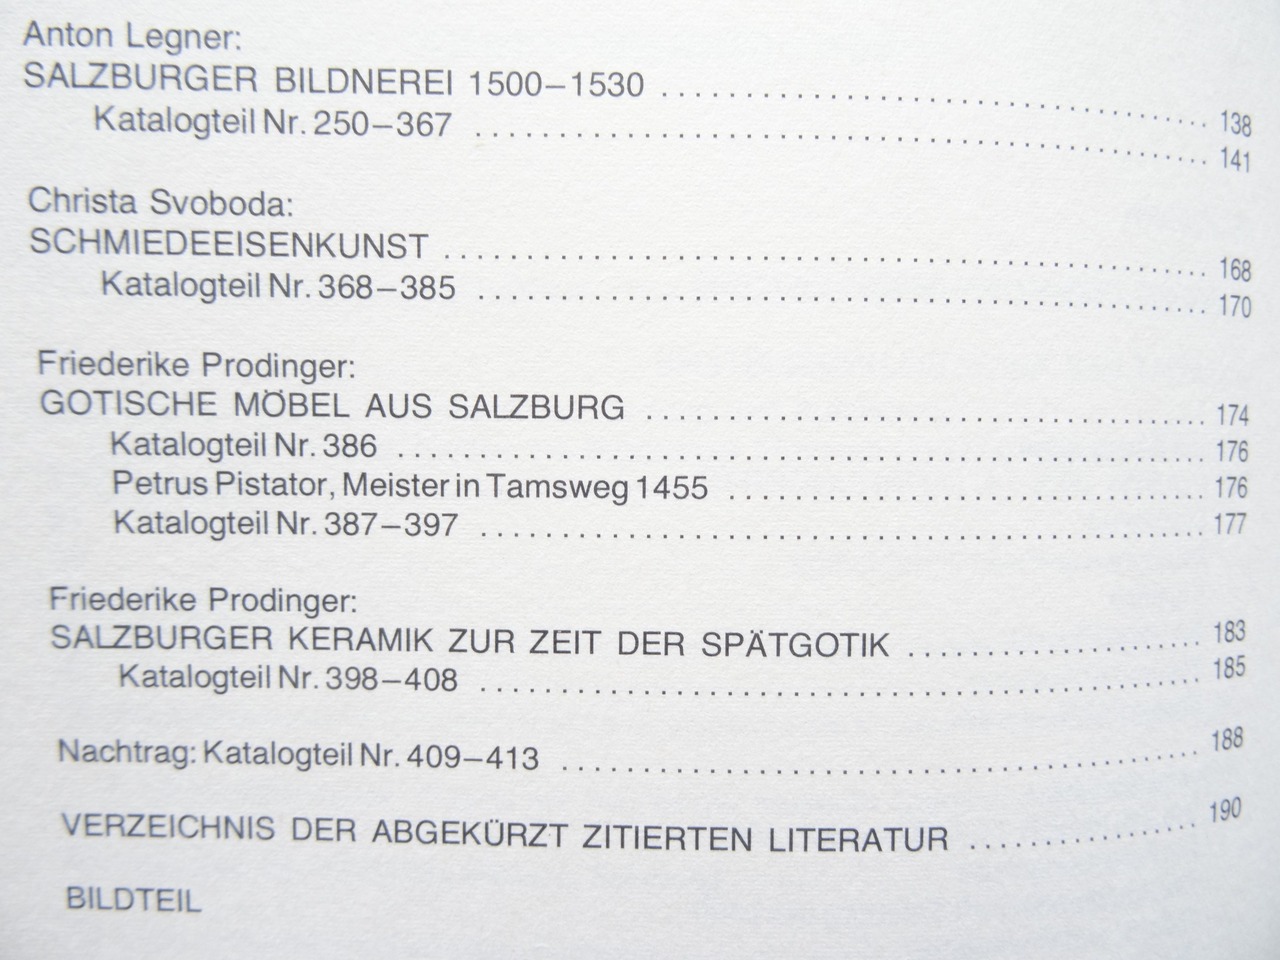 Anton Legner:
SALZBURGER BILDNEREI 1500–1530 ........ 138
Katalogteil Nr. 250–367 ........ 141
Christa Svoboda:
SCHMIEDEEISENKUNST ........ 168
Katalogteil Nr. 368–385 ........ 170
Friederike Prodinger:
GOTISCHE MÖBEL AUS SALZBURG ........ 174
Katalogteil Nr. 386 ........ 176
Petrus Pistator, Meister in Tamsweg 1455 ........ 176
Katalogteil Nr. 387–397 ........ 177
Friederike Prodinger:
SALZBURGER KERAMIK ZUR ZEIT DER SPÄTGOTIK ........ 183
Katalogteil Nr. 398–408 ........ 185
Nachtrag: Katalogteil Nr. 409–413 ........ 188
VERZEICHNIS DER ABGEKÜRZT ZITIERTEN LITERATUR ........ 190
BILDTEIL